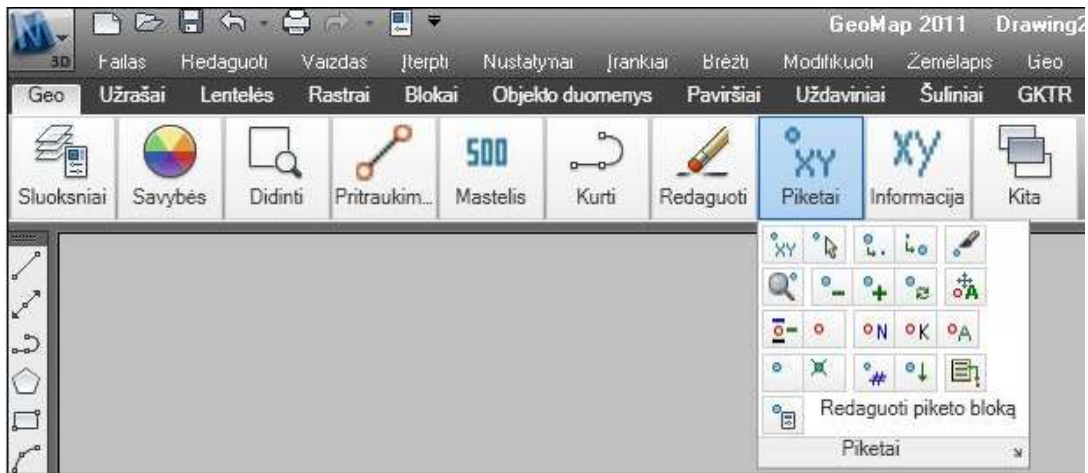 3D
GeoMap 2011 Drawing2
Failas Redaguoti Vaizdas Įterpti Nustatymai Įrankiai Brėžti Modifikuoti Žemėlapis Geo
Geo Užrašai Lentelės Rastrai Blokai Objekto duomenys Paviršiai Uždaviniai Šuliniai GKTR
500 XY XY
Sluoksniai Savybės Didinti Pritraukim... Mastelis Kurti Redaguoti Piketai Informacija Kita
XY
A
N K A
#
Redaguoti piketo bloką
Piketai